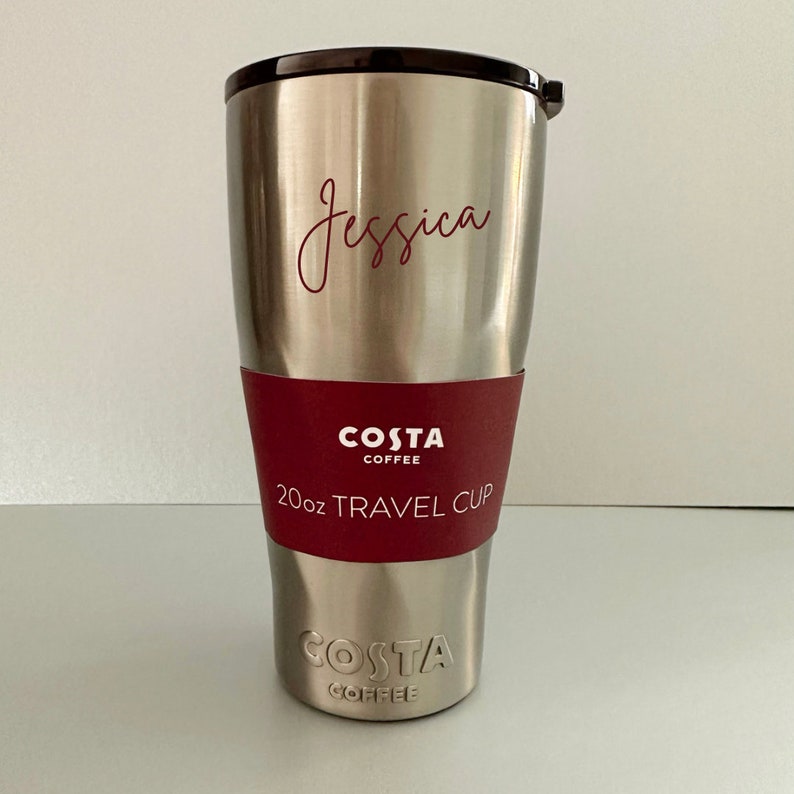 Jessica
COSTA
COFFEE
20oz TRAVEL CUP
COSTA
COFFEE